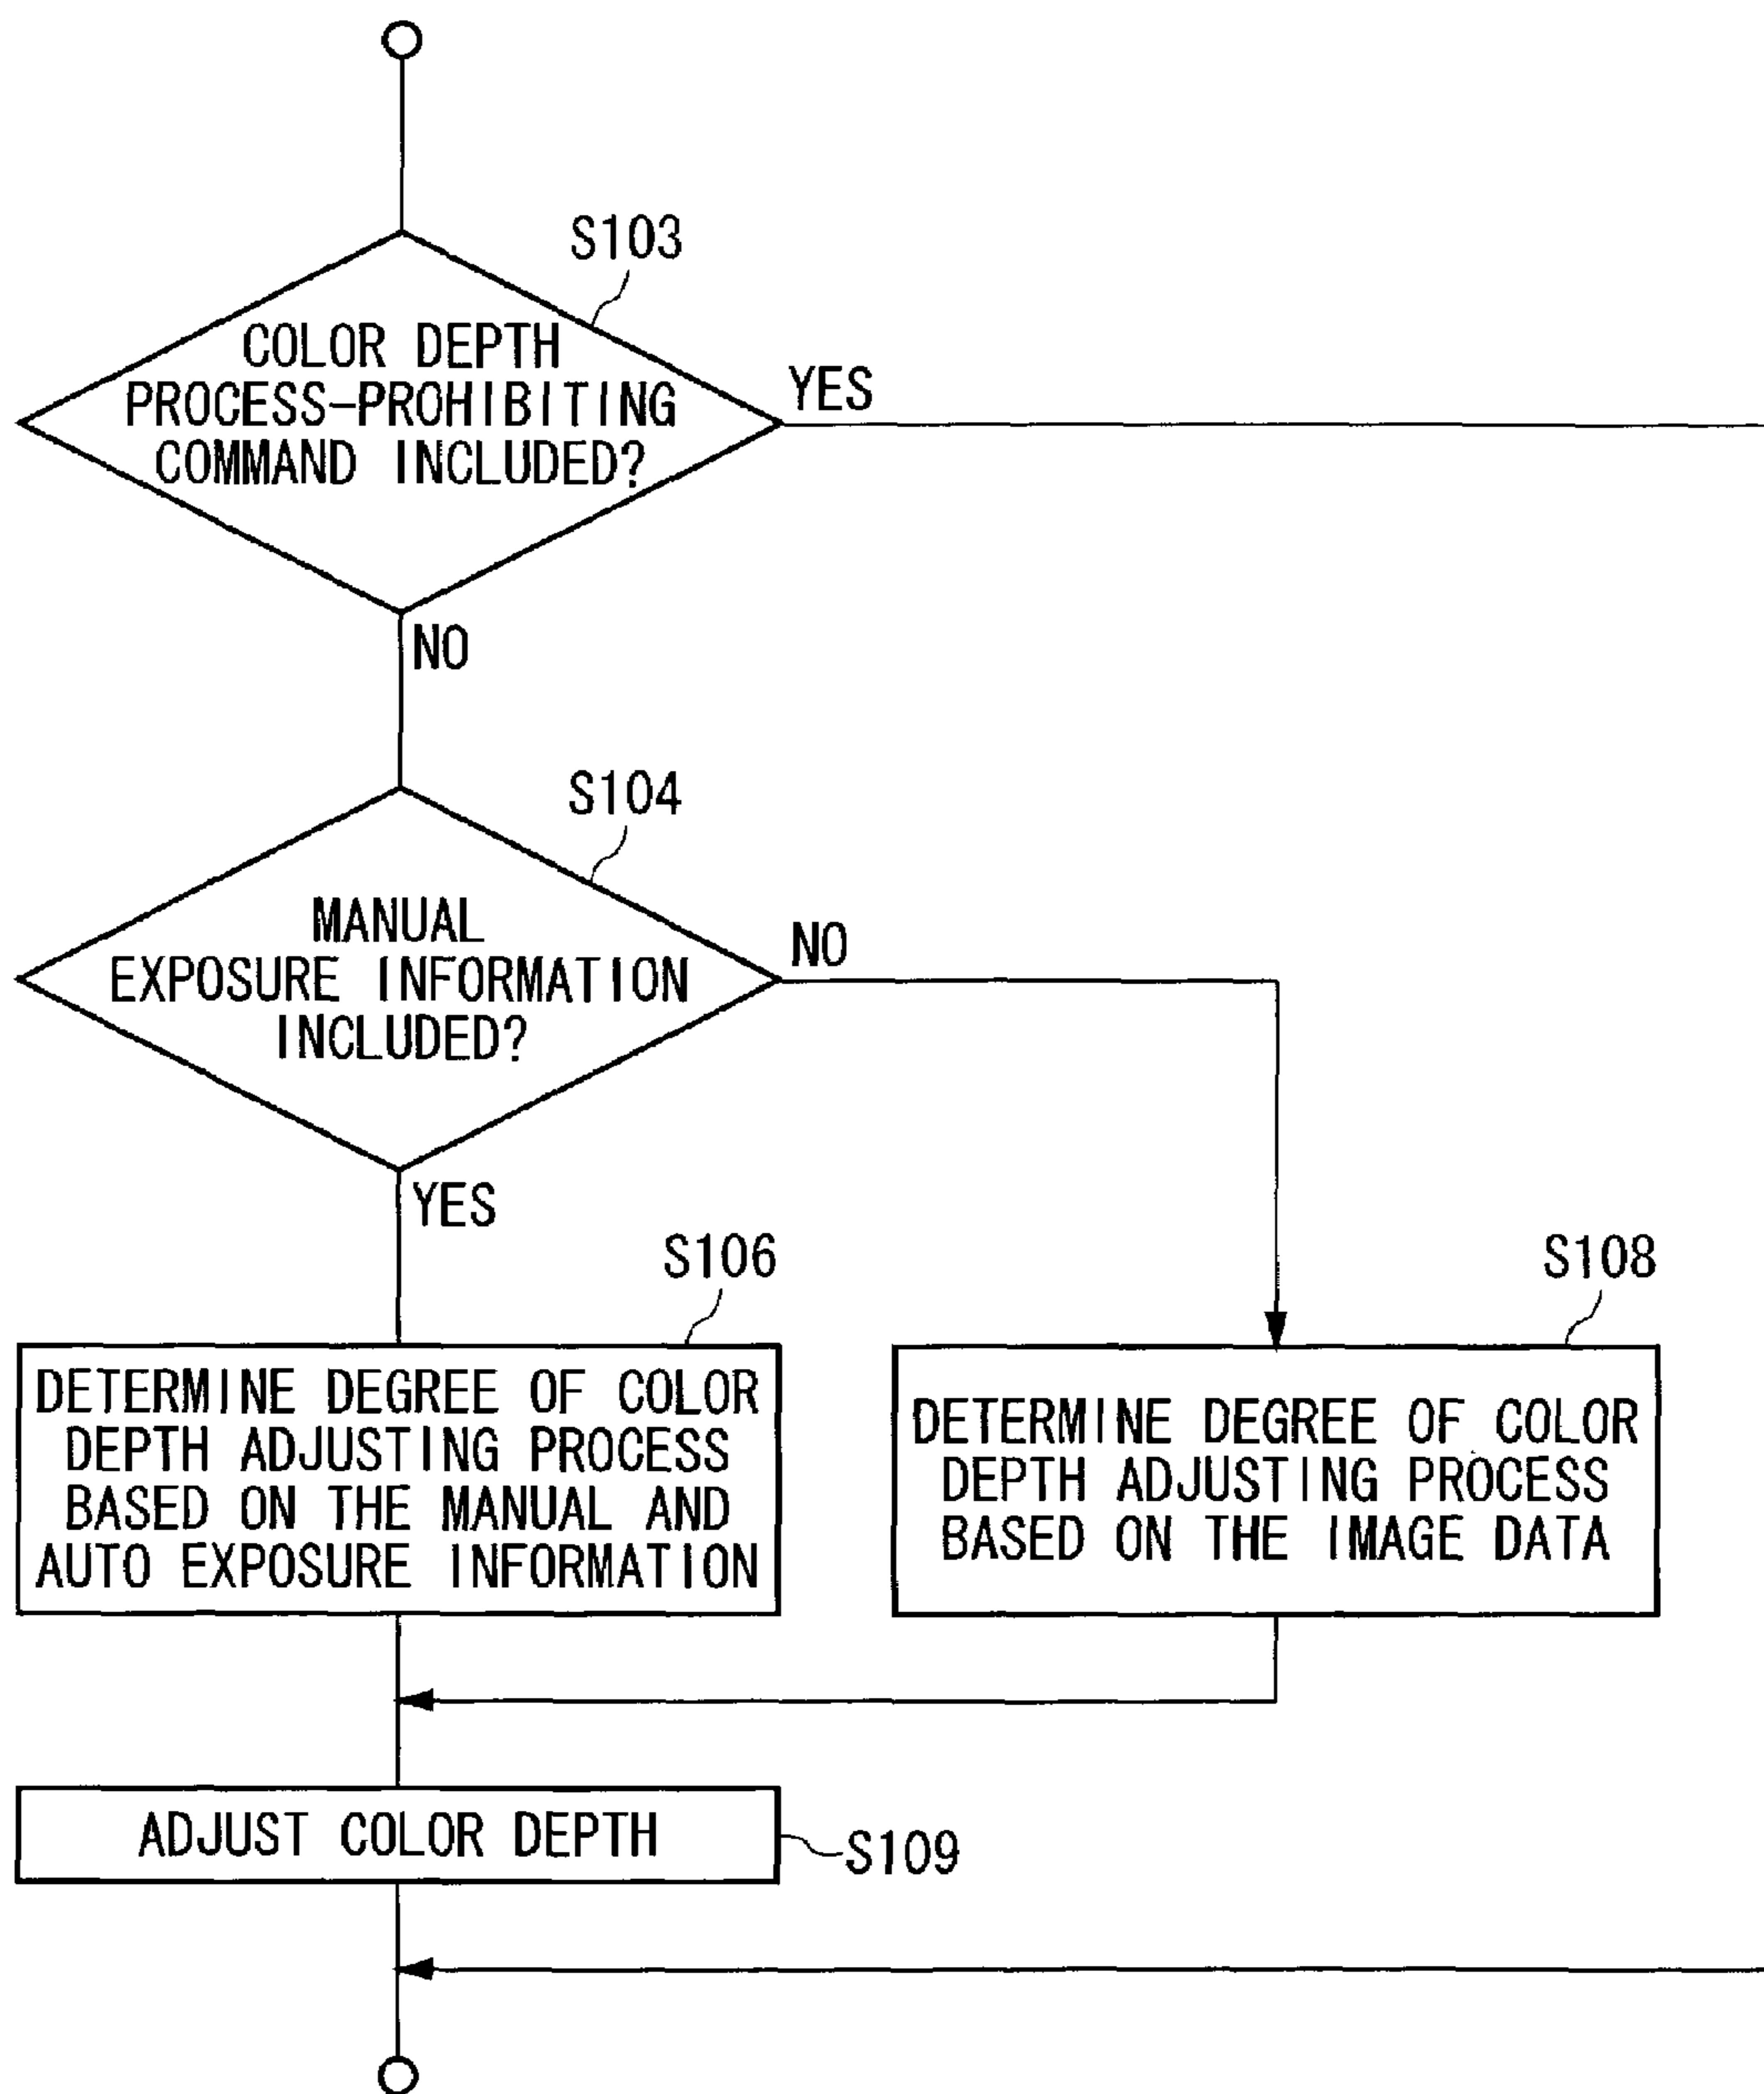 S103
COLOR DEPTH
PROCESS-PROHIBITING
COMMAND INCLUDED?
YES
NO
S104
MANUAL
EXPOSURE INFORMATION
INCLUDED?
NO
YES
S106
DETERMINE DEGREE OF COLOR
DEPTH ADJUSTING PROCESS
BASED ON THE MANUAL AND
AUTO EXPOSURE INFORMATION
S108
DETERMINE DEGREE OF COLOR
DEPTH ADJUSTING PROCESS
BASED ON THE IMAGE DATA
ADJUST COLOR DEPTH
S109